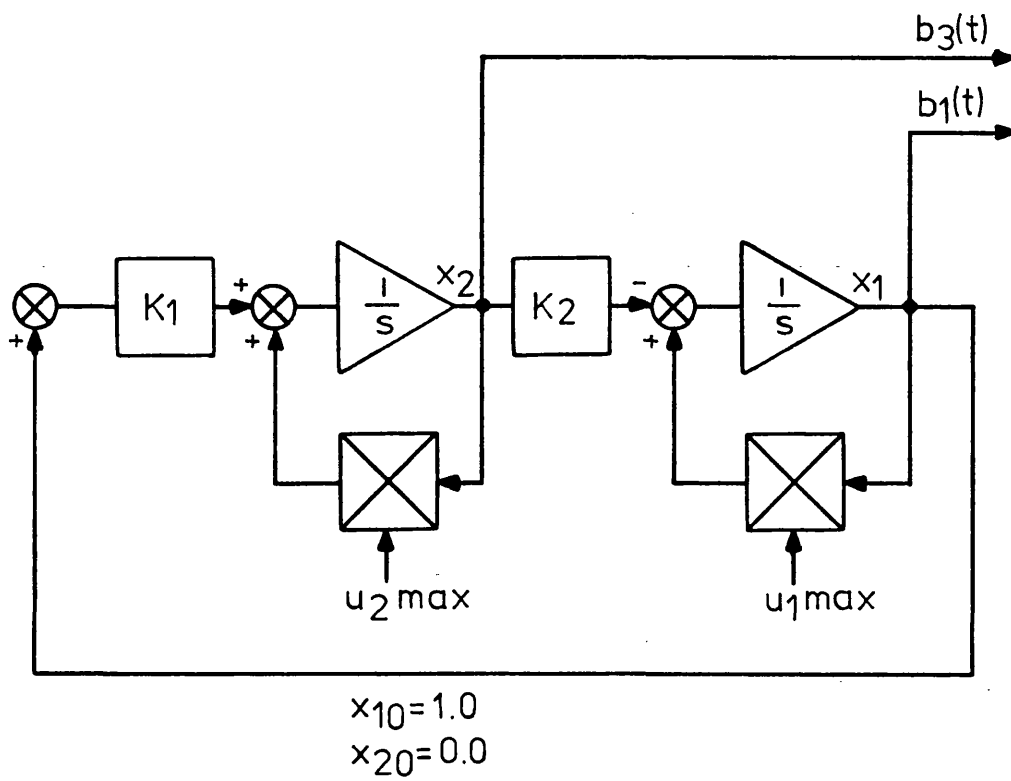 b3(t)
b1(t)
+
K1
+
+
1/s
x2
K2
-
+
1/s
x1
u2 max
u1 max
x10=1.0
x20=0.0